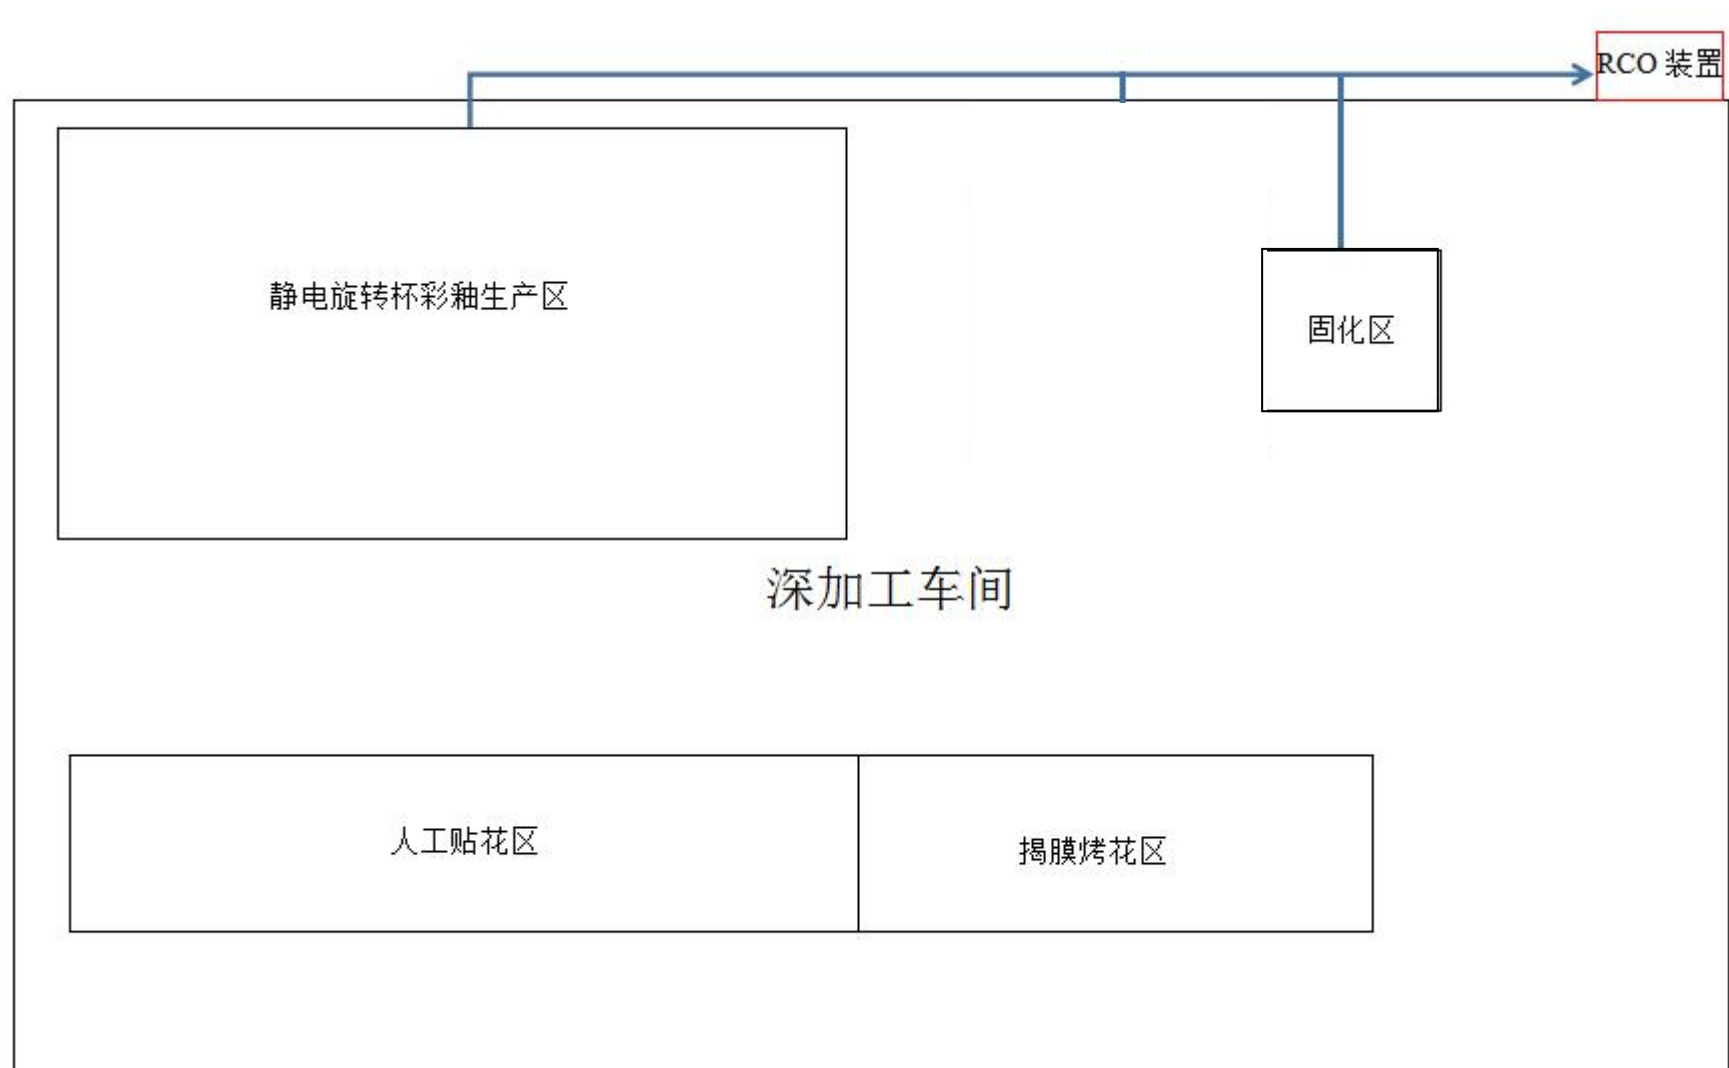 RCO 装置
静电旋转杯彩釉生产区
固化区
深加工车间
人工贴花区
揭膜烤花区